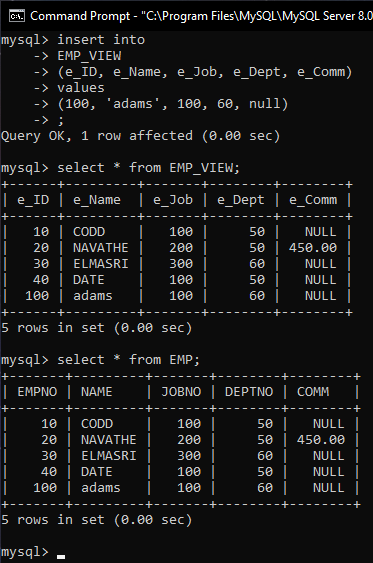 Command Prompt - "C:\Program Files\MySQL\MySQL Server 8.0
mysql> insert into
    -> EMP_VIEW
    -> (e_ID, e_Name, e_Job, e_Dept, e_Comm)
    -> values
    -> (100, 'adams', 100, 60, null)
    -> ;
Query OK, 1 row affected (0.00 sec)

mysql> select * from EMP_VIEW;
+------+---------+-------+--------+--------+
| e_ID | e_Name  | e_Job | e_Dept | e_Comm |
+------+---------+-------+--------+--------+
|   10 | CODD    |   100 |     50 |   NULL |
|   20 | NAVATHE |   200 |     50 | 450.00 |
|   30 | ELMASRI |   300 |     60 |   NULL |
|   40 | DATE    |   100 |     50 |   NULL |
|  100 | adams   |   100 |     60 |   NULL |
+------+---------+-------+--------+--------+
5 rows in set (0.00 sec)

mysql> select * from EMP;
+-------+---------+-------+--------+--------+
| EMPNO | NAME    | JOBNO | DEPTNO | COMM   |
+-------+---------+-------+--------+--------+
|    10 | CODD    |   100 |     50 |   NULL |
|    20 | NAVATHE |   200 |     50 | 450.00 |
|    30 | ELMASRI |   300 |     60 |   NULL |
|    40 | DATE    |   100 |     50 |   NULL |
|   100 | adams   |   100 |     60 |   NULL |
+-------+---------+-------+--------+--------+
5 rows in set (0.00 sec)

mysql>